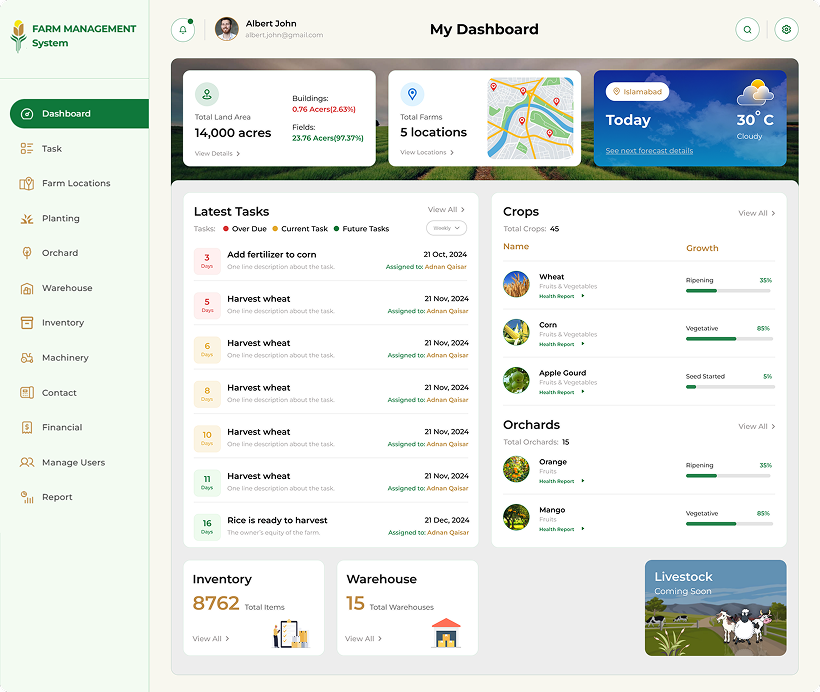 FARM MANAGEMENT
System
Dashboard
Task
Farm Locations
Planting
Orchard
Warehouse
Inventory
Machinery
Contact
Financial
Manage Users
Report
Albert John
albert.john@gmail.com
My Dashboard
Total Land Area
14,000 acres
View Details
Buildings:
0.76 Acers(2.63%)
Fields:
23.76 Acers(97.37%)
Total Farms
5 locations
View Locations
Islamabad
Today
See next forecast details
30°C
Cloudy
Latest Tasks
View All
Tasks: Over Due Current Task Future Tasks
Weekly
3 Days
Add fertilizer to corn 21 Oct, 2024
One line description about the task. Assigned to: Adnan Qaisar
5 Days
Harvest wheat 21 Nov, 2024
One line description about the task. Assigned to: Adnan Qaisar
6 Days
Harvest wheat 21 Nov, 2024
One line description about the task. Assigned to: Adnan Qaisar
8 Days
Harvest wheat 21 Nov, 2024
One line description about the task. Assigned to: Adnan Qaisar
10 Days
Harvest wheat 21 Nov, 2024
One line description about the task. Assigned to: Adnan Qaisar
11 Days
Harvest wheat 21 Nov, 2024
One line description about the task. Assigned to: Adnan Qaisar
16 Days
Rice is ready to harvest 21 Dec, 2024
The owner's equity of the farm. Assigned to: Adnan Qaisar
Crops
View All
Total Crops: 45
Name Growth
Wheat
Fruits & Vegetables
Health Report
Ripening 35%
Corn
Fruits & Vegetables
Health Report
Vegetative 85%
Apple Gourd
Fruits & Vegetables
Health Report
Seed Started 5%
Orchards
View All
Total Orchards: 15
Orange
Fruits
Health Report
Ripening 35%
Mango
Fruits
Health Report
Vegetative 85%
Inventory
8762 Total Items
View All
Warehouse
15 Total Warehouses
View All
Livestock
Coming Soon